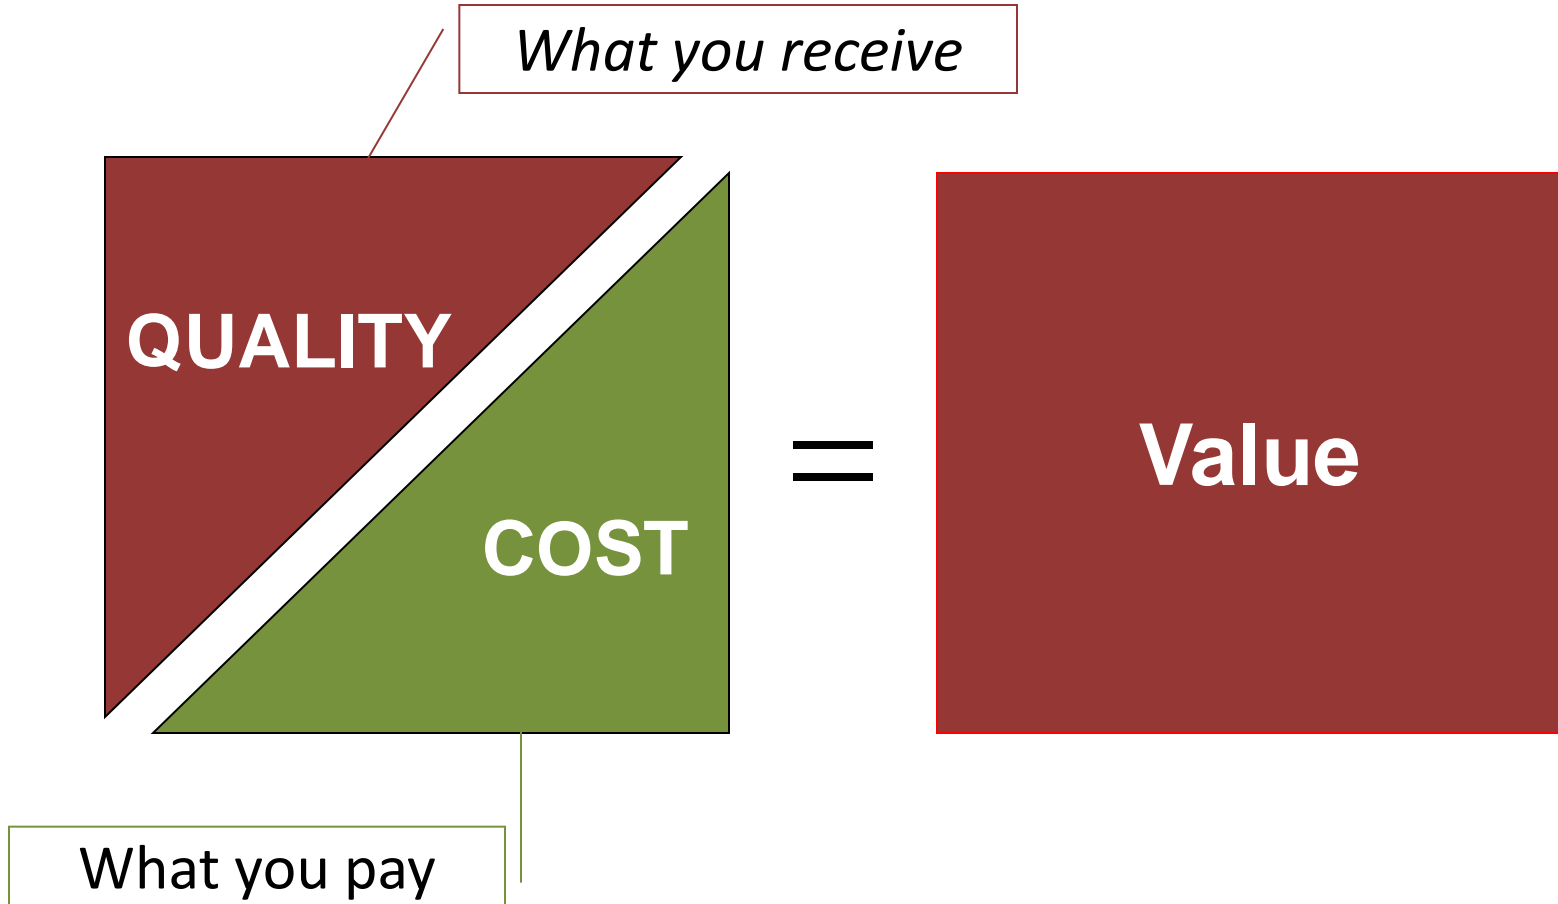 What you receive
QUALITY
COST
=
Value
What you pay